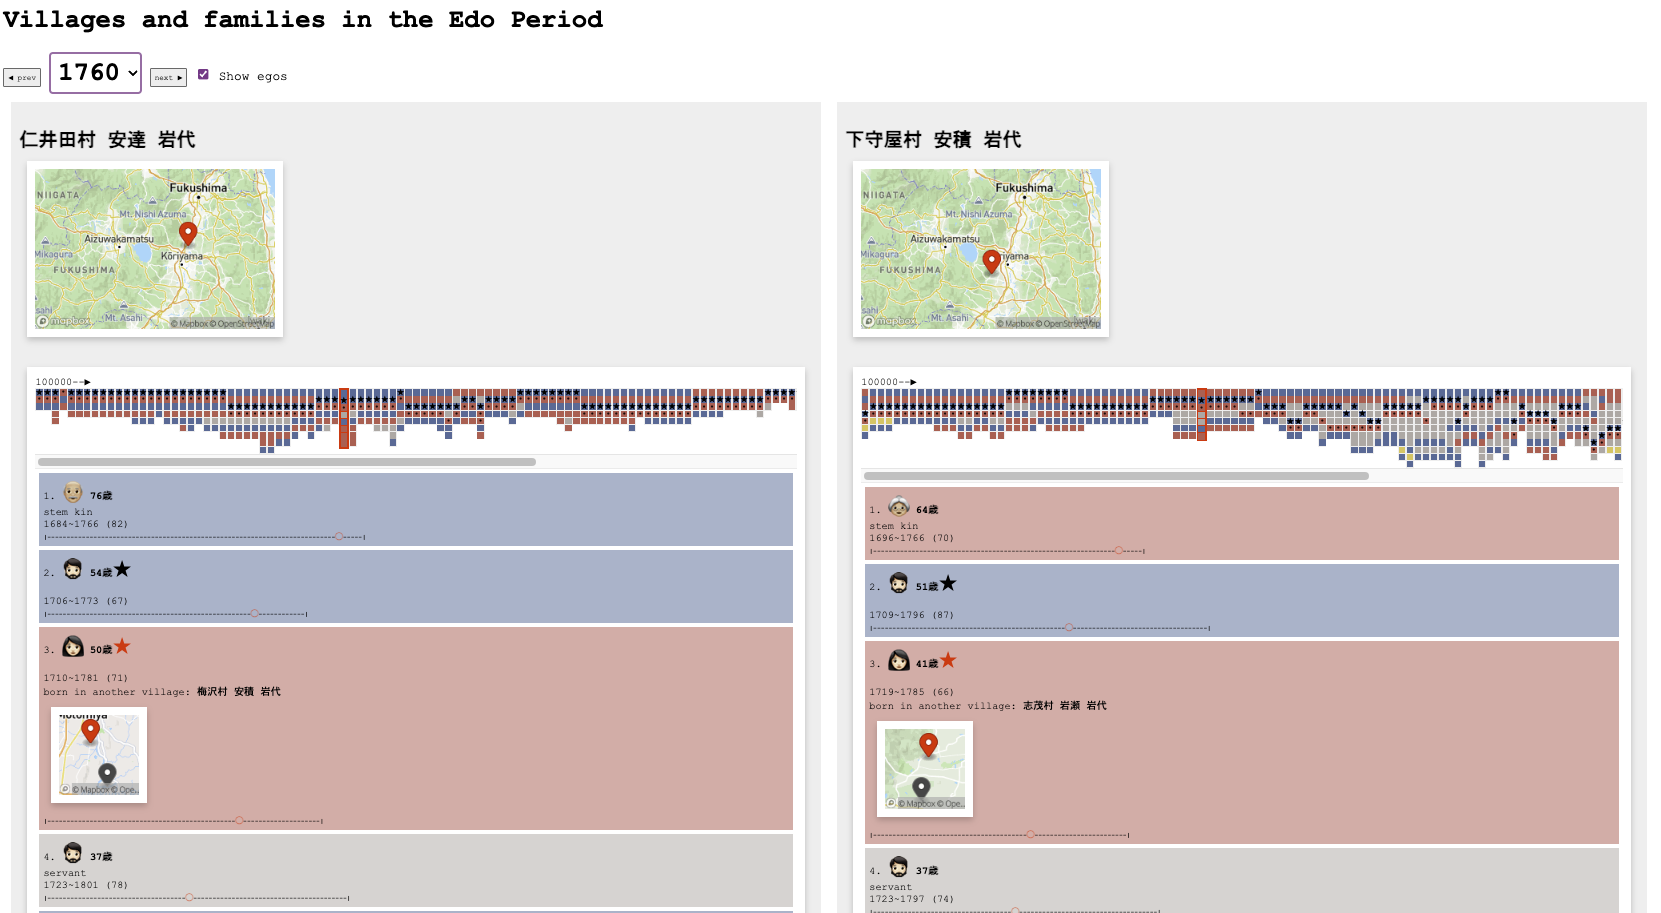 Villages and families in the Edo Period
◀ prev
1760
next ▶
Show egos
仁井田村 安達 岩代
Fukushima
NIIGATA
Mt. Nishi Azuma
Aizuwakamatsu
Mikagura
Kōriyama
FUKUSHIMA
asahi
Mt. Asahi
mapbox
© Mapbox © OpenStreetMap
100000-->
1. 76歳
stem kin
1684~1766 (82)
2. 54歳★
1706~1773 (67)
3. 50歳★
1710~1781 (71)
born in another village: 梅沢村 安積 岩代
Motomiya
© Mapbox © Ope...
4. 37歳
servant
1723~1801 (78)
下守屋村 安積 岩代
Fukushima
NIIGATA
Mt. Nishi Azuma
Aizuwakamatsu
Mikagura
riyama
FUKUSHIMA
asahi
Mt. Asahi
mapbox
© Mapbox © OpenStreetMap
100000-->
1. 64歳
stem kin
1696~1766 (70)
2. 51歳★
1709~1796 (87)
3. 41歳★
1719~1785 (66)
born in another village: 志茂村 岩瀬 岩代
© Mapbox © Ope...
4. 37歳
servant
1723~1797 (74)